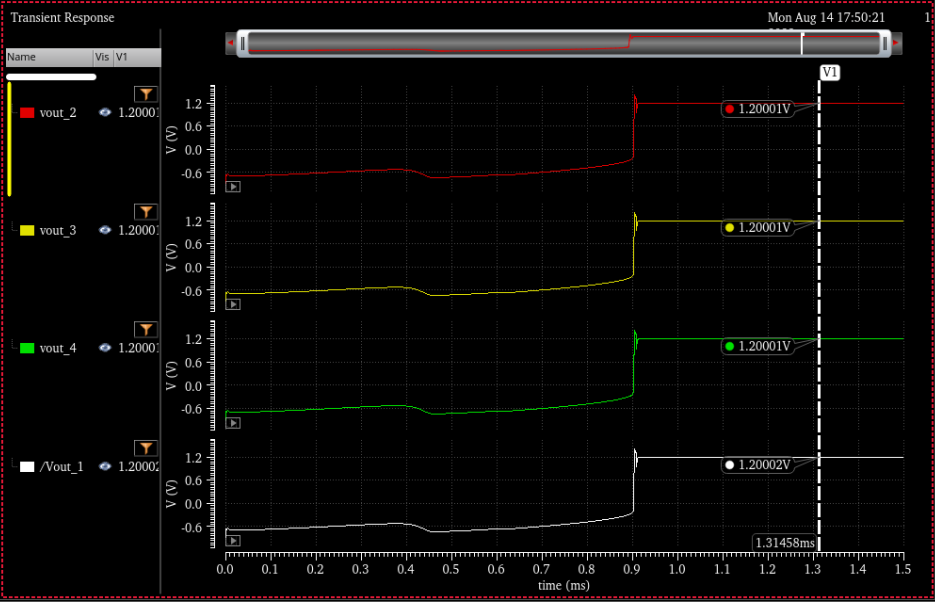 Transient Response
Mon Aug 14 17:50:21
1
Name Vis V1
V1
vout_2 1.20001
V (V)
1.2
0.6
0.0
-0.6
1.20001V
vout_3 1.20001
V (V)
1.2
0.6
0.0
-0.6
1.20001V
vout_4 1.20001
V (V)
1.2
0.6
0.0
-0.6
1.20001V
/Vout_1 1.20002
V (V)
1.2
0.6
0.0
-0.6
1.20002V
1.31458ms
0.0 0.1 0.2 0.3 0.4 0.5 0.6 0.7 0.8 0.9 1.0 1.1 1.2 1.3 1.4 1.5
time (ms)